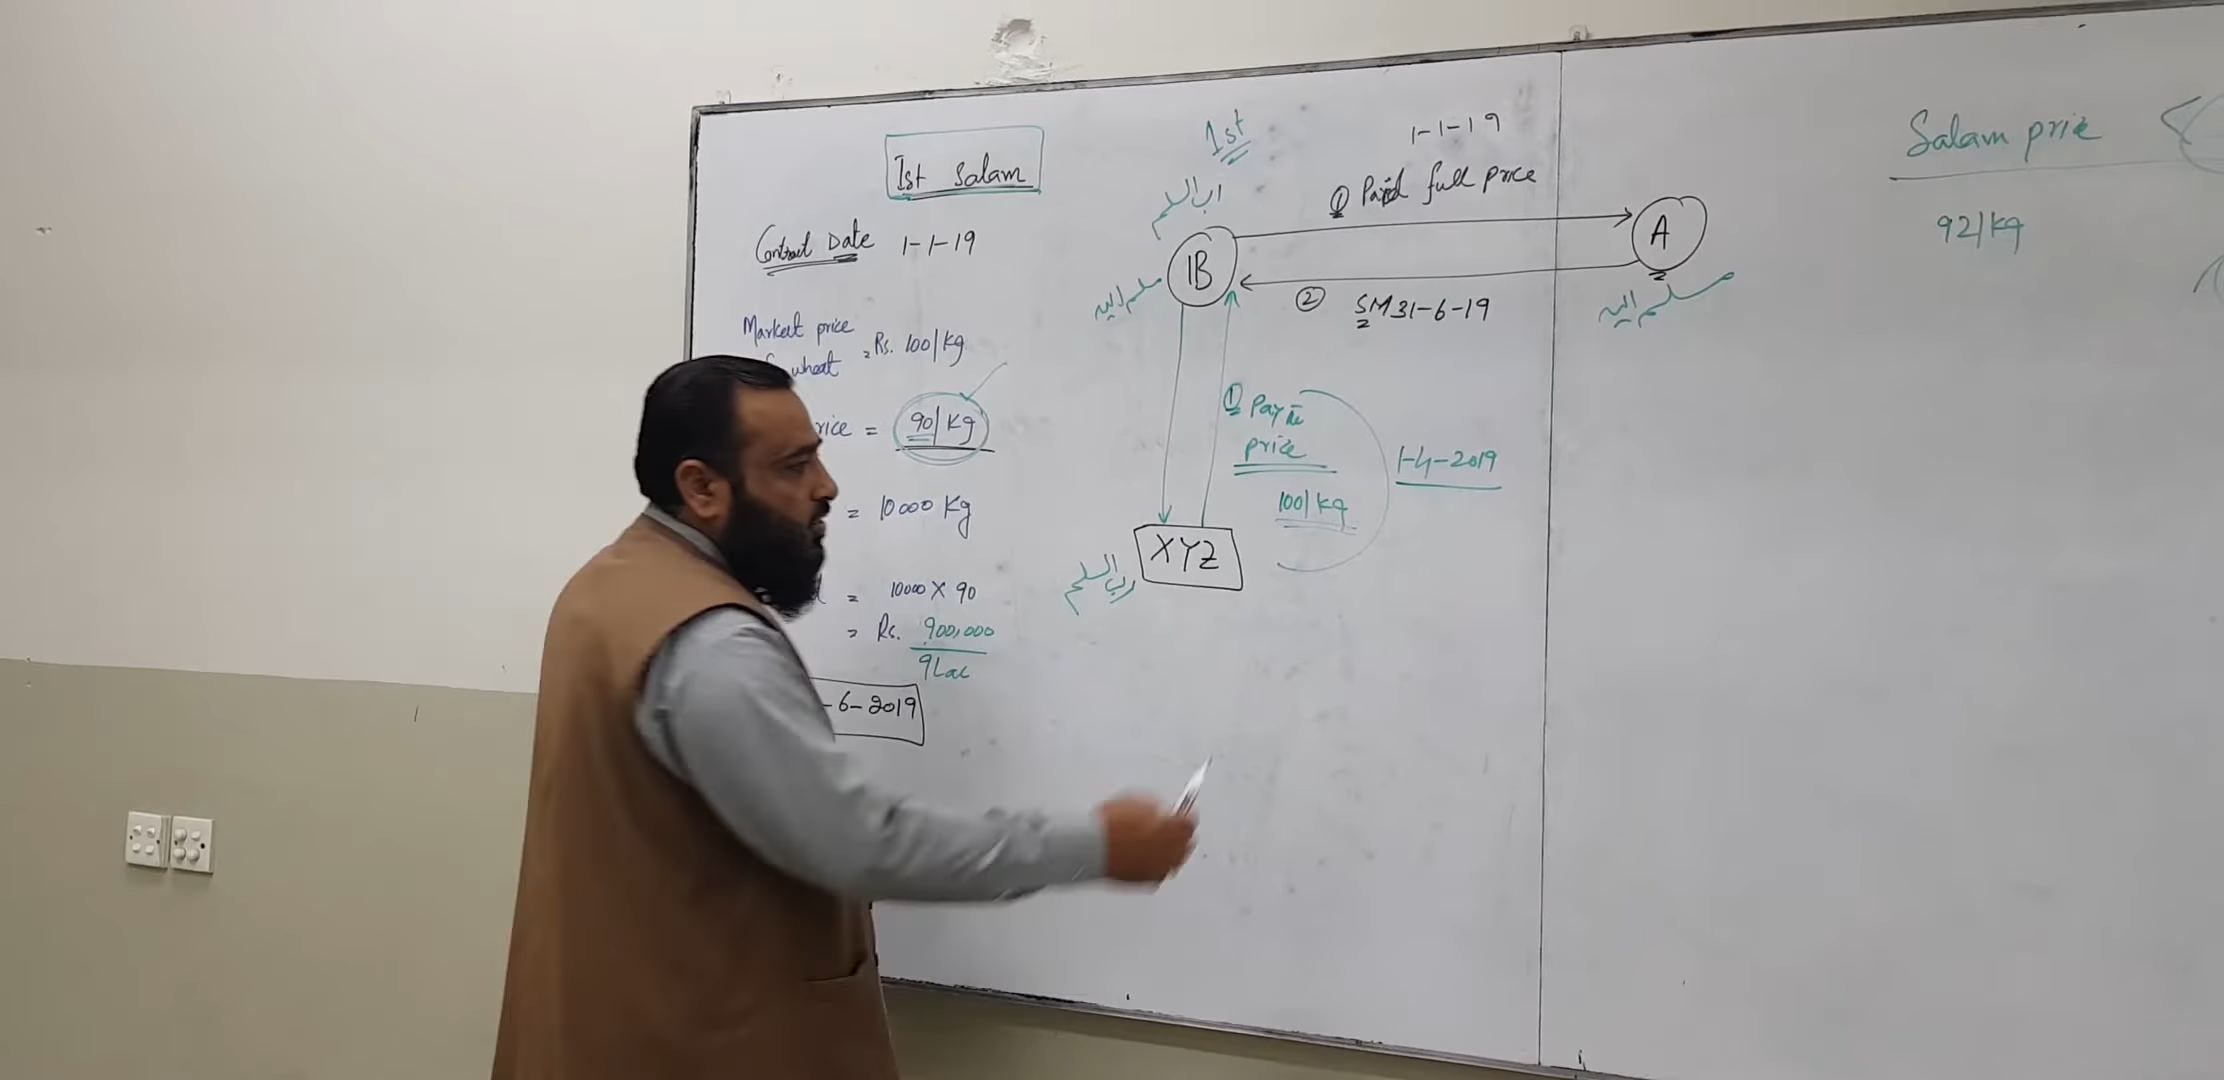 Ist Salam
Contract Date 1-1-19
Market price
wheat = Rs. 100/kg
rice = 90/kg
= 10000 Kg
= 10000 X 90
= Rs. 900,000
9Lac
-6-2019
1st
1-1-19
① Paid full price
اب السلم
IB
A
مسلم الیہ
مسلم الیہ
② SM 31-6-19
① Pay
price
100/kg
1-4-2019
XYZ
رب السلم
Salam price
92/kg